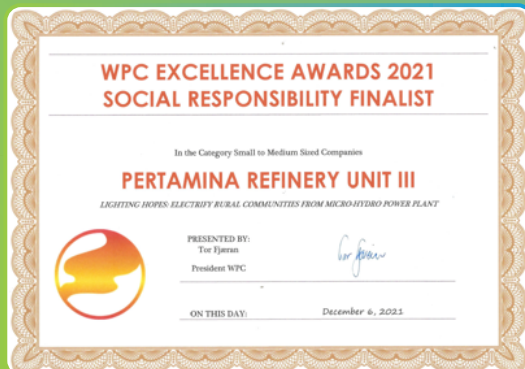 WPC EXCELLENCE AWARDS 2021
SOCIAL RESPONSIBILITY FINALIST
In the Category Small to Medium Sized Companies
PERTAMINA REFINERY UNIT III
LIGHTING HOPES: ELECTRIFY RURAL COMMUNITIES FROM MICRO-HYDRO POWER PLANT
PRESENTED BY:
Tor Fjæran
President WPC
ON THIS DAY:
December 6, 2021